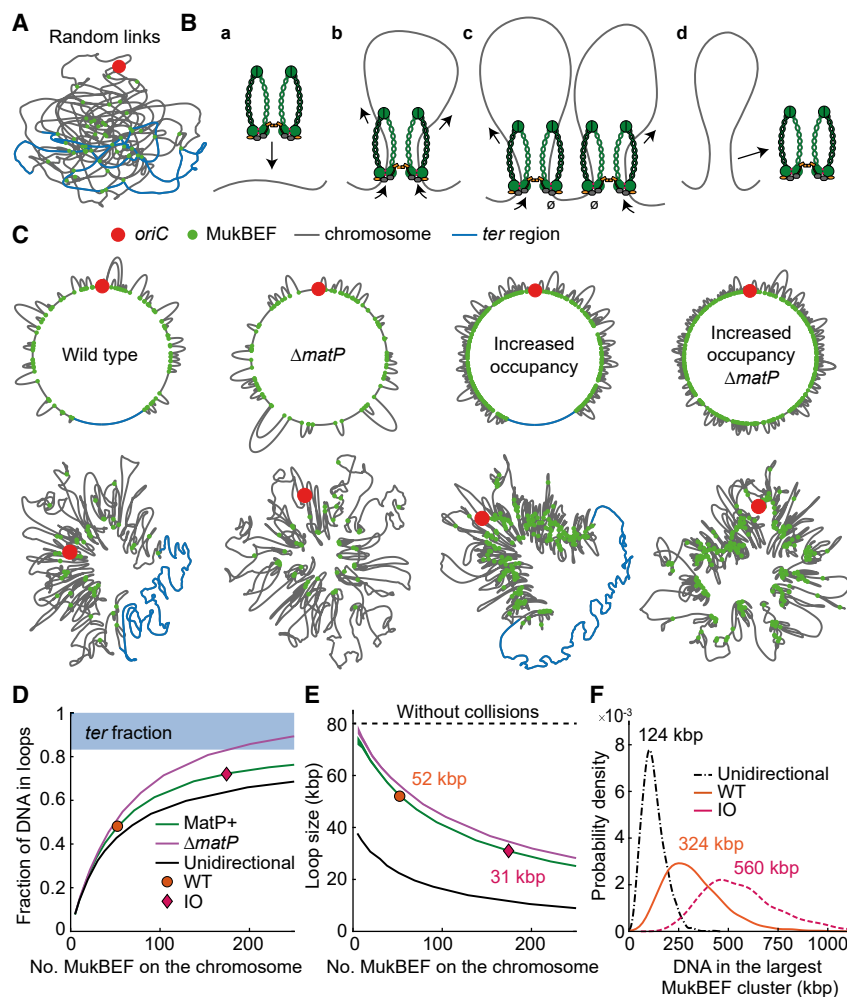 A
Random links
B
a
b
c
d
ø
ø
C
oriC
MukBEF
chromosome
ter region
Wild type
ΔmatP
Increased
occupancy
Increased
occupancy
ΔmatP
D
Fraction of DNA in loops
1
0.8
0.6
0.4
0.2
0
0
100
200
No. MukBEF on the chromosome
ter fraction
MatP+
ΔmatP
Unidirectional
WT
IO
E
Loop size (kbp)
80
60
40
20
0
0
100
200
No. MukBEF on the chromosome
Without collisions
52 kbp
31 kbp
F
Probability density
×10-3
8
6
4
2
0
0
250
500
750
1000
DNA in the largest
MukBEF cluster (kbp)
124 kbp
Unidirectional
WT
IO
324 kbp
560 kbp